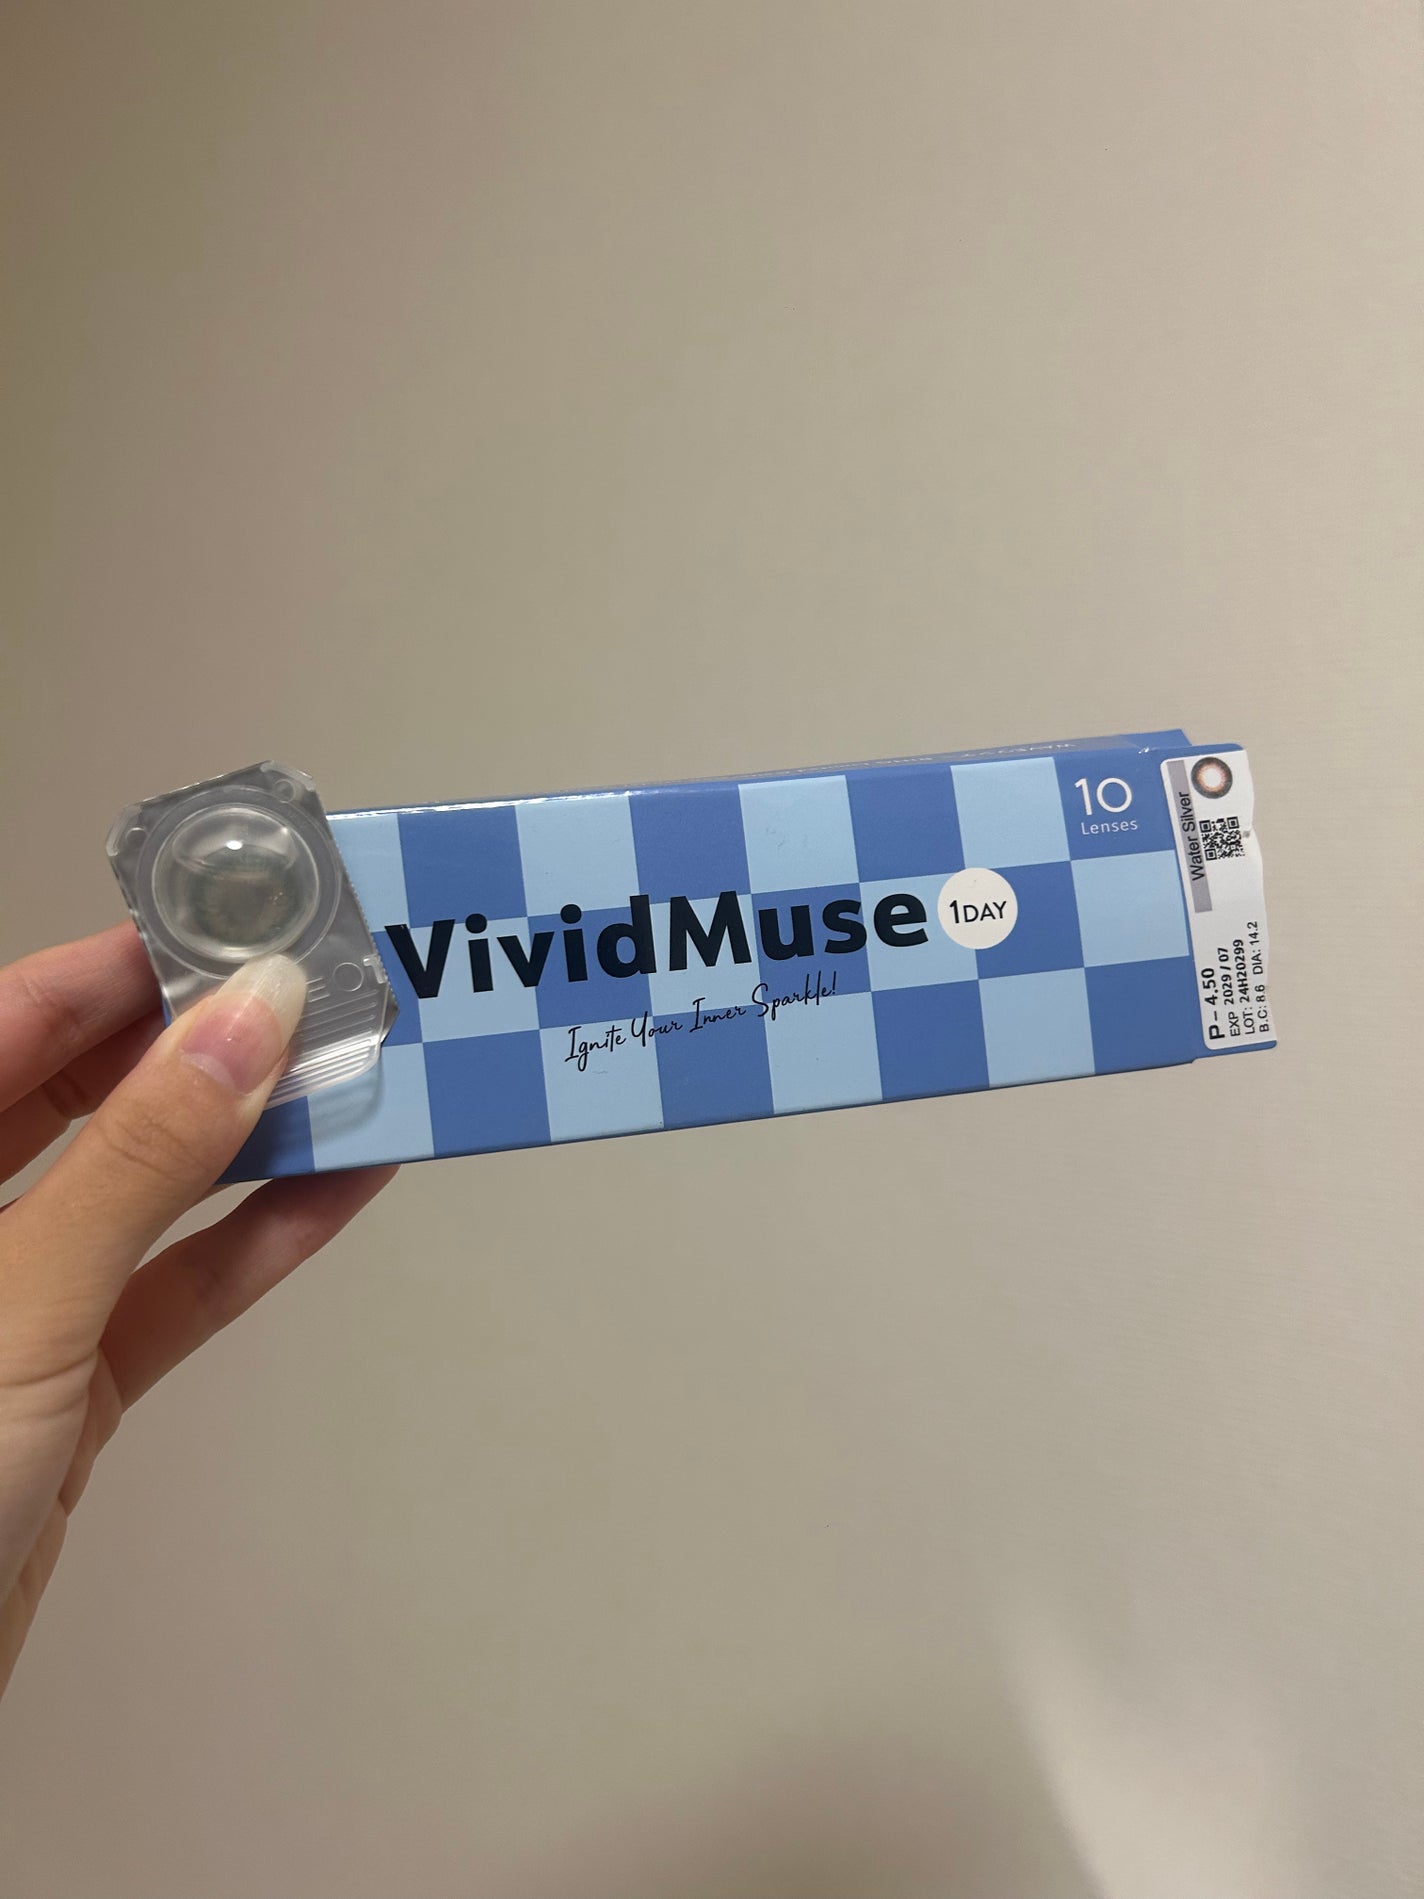 VividMuse
1DAY
Ignite Your Inner Sparkle!
10
Lenses
Water Silver
P – 4.50
EXP 2029 / 07
LOT: 24H20299
B.C: 8.6 DIA: 14.2